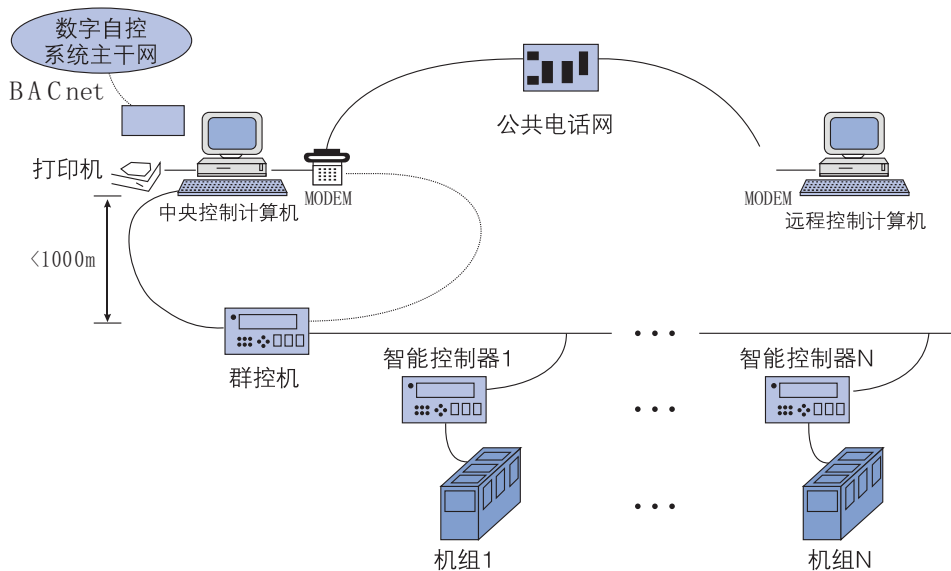 数字自控
系统主干网
BACnet
公共电话网
打印机
MODEM
中央控制计算机
MODEM
远程控制计算机
<1000m
群控机
智能控制器1
智能控制器N
机组1
机组N